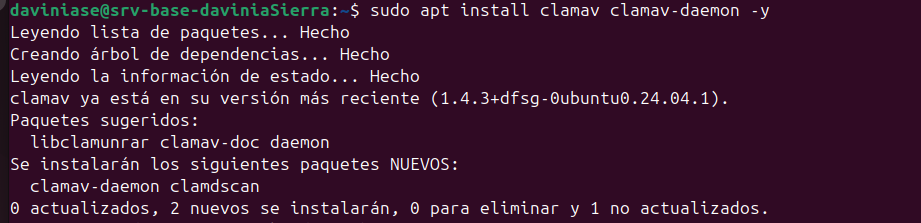 daviniase@srv-base-daviniaSierra:~$ sudo apt install clamav clamav-daemon -y
Leyendo lista de paquetes... Hecho
Creando árbol de dependencias... Hecho
Leyendo la información de estado... Hecho
clamav ya está en su versión más reciente (1.4.3+dfsg-0ubuntu0.24.04.1).
Paquetes sugeridos:
  libclamunrar clamav-doc daemon
Se instalarán los siguientes paquetes NUEVOS:
  clamav-daemon clamdscan
0 actualizados, 2 nuevos se instalarán, 0 para eliminar y 1 no actualizados.